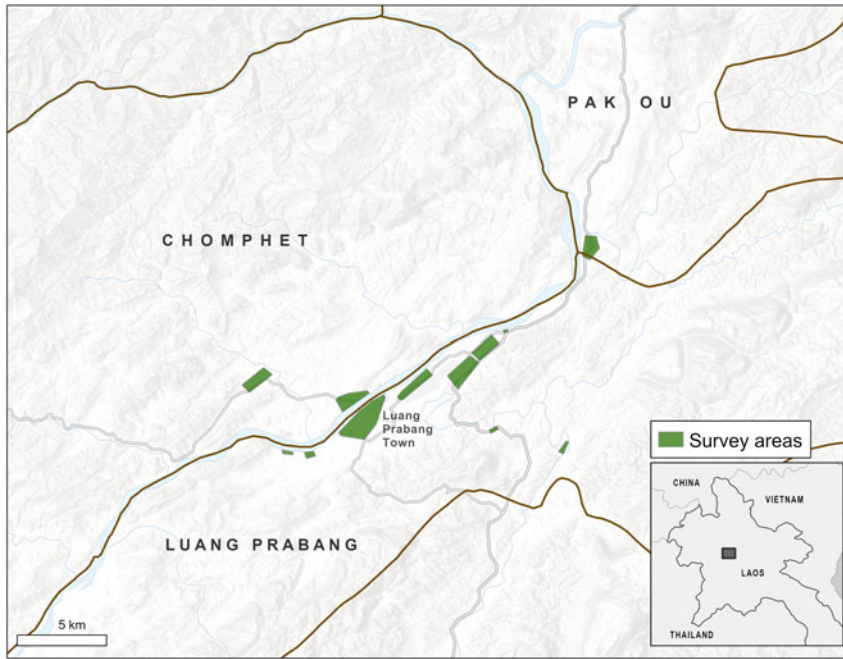 PAK OU
CHOMPHET
Luang
Prabang
Town
LUANG PRABANG
5 km
Survey areas
CHINA
VIETNAM
LAOS
THAILAND